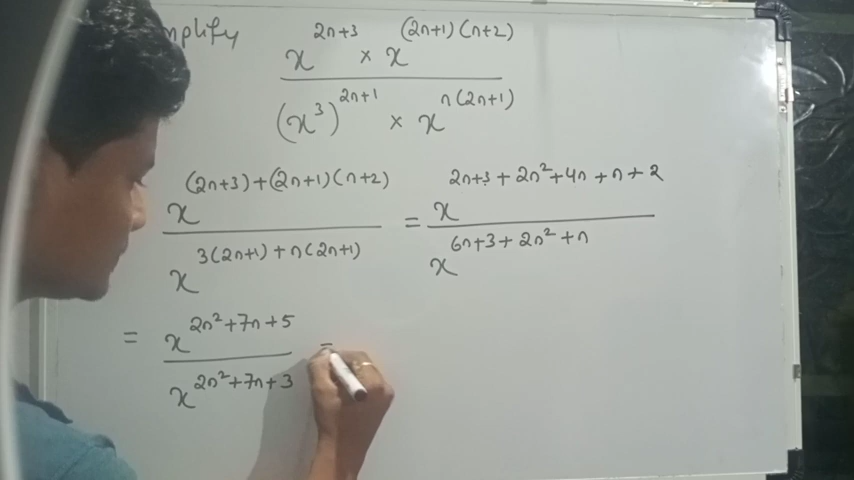 mplify x^{2n+3} × x^{(2n+1)(n+2)}
(x^3)^{2n+1} × x^{n(2n+1)}
x^{(2n+3)+(2n+1)(n+2)} = x^{2n+3+2n^2+4n+n+2}
x^{3(2n+1)+n(2n+1)} x^{6n+3+2n^2+n}
= x^{2n^2+7n+5} =
x^{2n^2+7n+3}